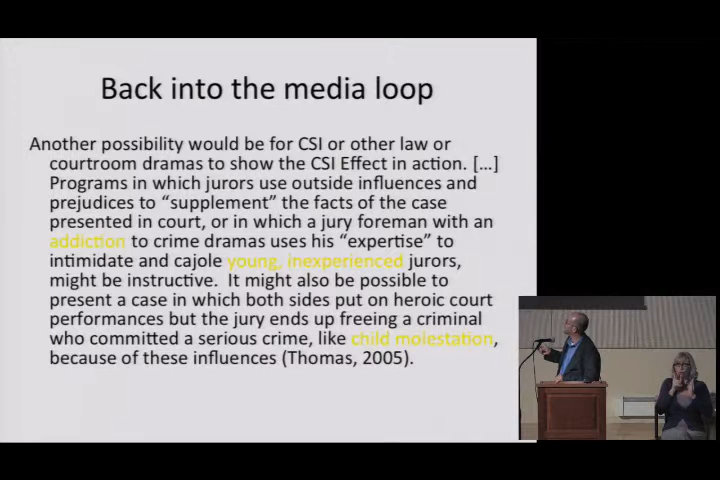 Back into the media loop
Another possibility would be for CSI or other law or
courtroom dramas to show the CSI Effect in action. […]
Programs in which jurors use outside influences and
prejudices to “supplement” the facts of the case
presented in court, or in which a jury foreman with an
addiction to crime dramas uses his “expertise” to
intimidate and cajole young, inexperienced jurors,
might be instructive.  It might also be possible to
present a case in which both sides put on heroic court
performances but the jury ends up freeing a criminal
who committed a serious crime, like child molestation,
because of these influences (Thomas, 2005).